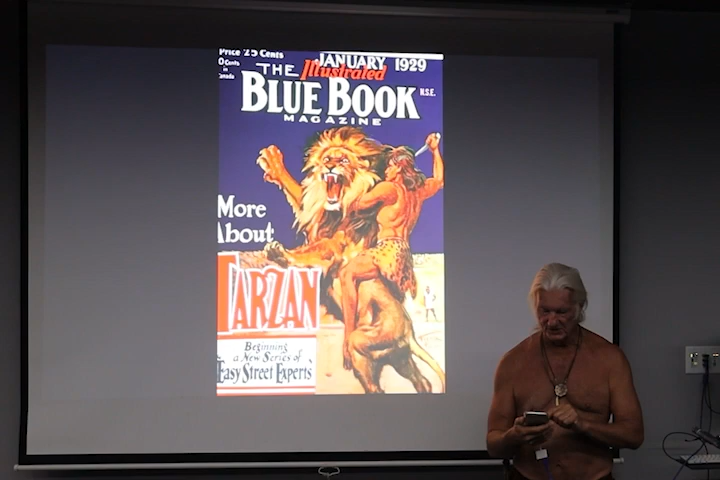 Price 25 Cents
JANUARY 1929
0 Cents
in
Canada
THE Illustrated
BLUE BOOK
N.S.E.
MAGAZINE
More
About
TARZAN
Beginning
a New Series of
"Easy Street Experts"